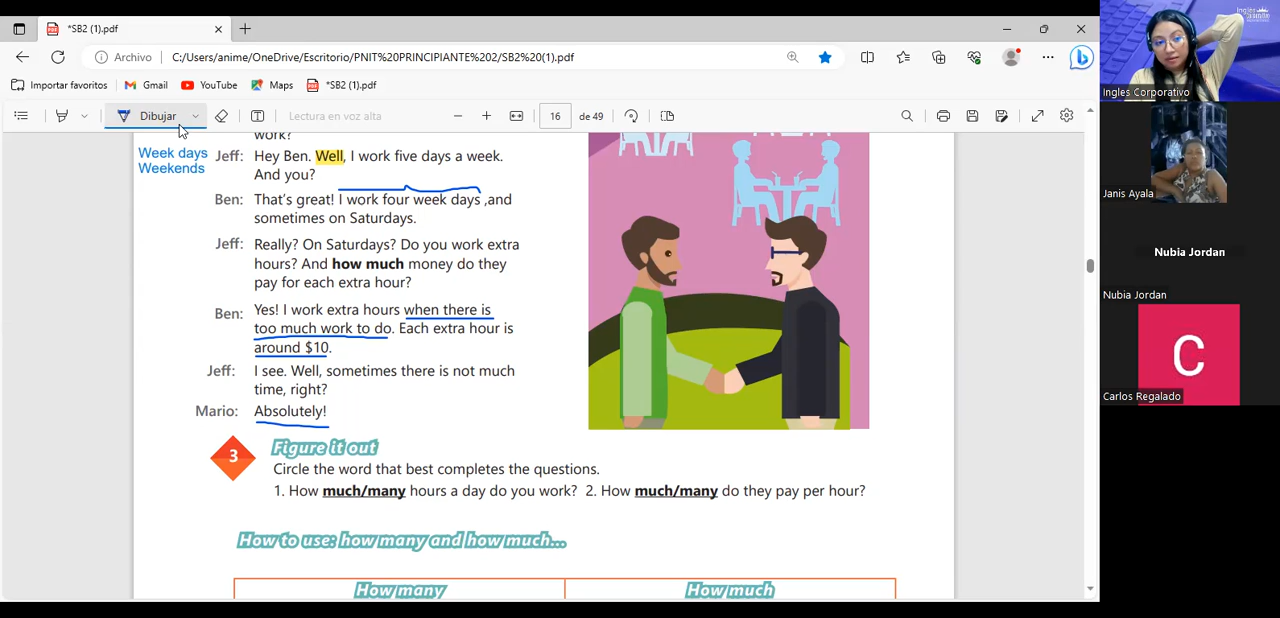 *SB2 (1).pdf
Archivo
C:/Users/anime/OneDrive/Escritorio/PNIT%20PRINCIPIANTE%202/SB2%20(1).pdf
Importar favoritos
Gmail
YouTube
Maps
*SB2 (1).pdf
Dibujar
Lectura en voz alta
16
de 49
work?
Week days
Weekends
Jeff: Hey Ben. Well, I work five days a week.
And you?
Ben: That's great! I work four week days ,and
sometimes on Saturdays.
Jeff: Really? On Saturdays? Do you work extra
hours? And how much money do they
pay for each extra hour?
Ben: Yes! I work extra hours when there is
too much work to do. Each extra hour is
around $10.
Jeff: I see. Well, sometimes there is not much
time, right?
Mario: Absolutely!
3
Figure it out
Circle the word that best completes the questions.
1. How much/many hours a day do you work? 2. How much/many do they pay per hour?
How to use: how many and how much...
How many
How much
Ingles Corporativo
Janis Ayala
Nubia Jordan
Nubia Jordan
C
Carlos Regalado